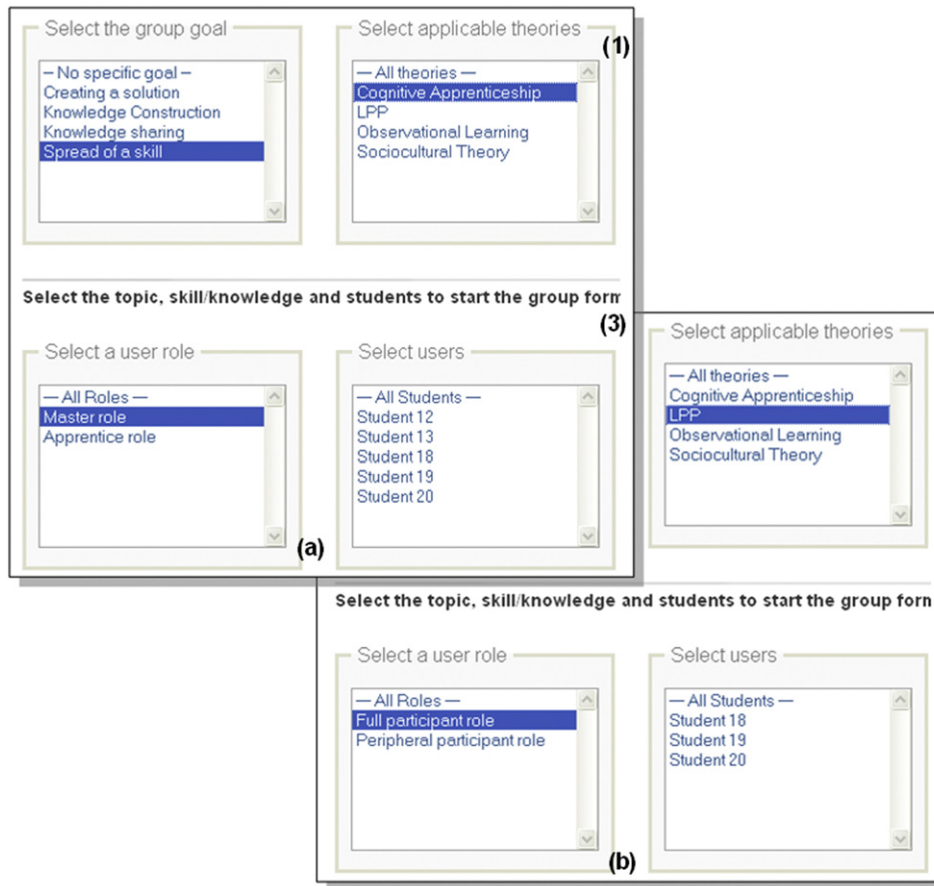 Select the group goal
– No specific goal –
Creating a solution
Knowledge Construction
Knowledge sharing
Spread of a skill
Select applicable theories
(1)
— All theories —
Cognitive Apprenticeship
LPP
Observational Learning
Sociocultural Theory
Select the topic, skill/knowledge and students to start the group form
(3)
Select a user role
— All Roles —
Master role
Apprentice role
(a)
Select users
— All Students —
Student 12
Student 13
Student 18
Student 19
Student 20
Select applicable theories
— All theories —
Cognitive Apprenticeship
LPP
Observational Learning
Sociocultural Theory
Select the topic, skill/knowledge and students to start the group forn
Select a user role
— All Roles —
Full participant role
Peripheral participant role
Select users
— All Students —
Student 18
Student 19
Student 20
(b)